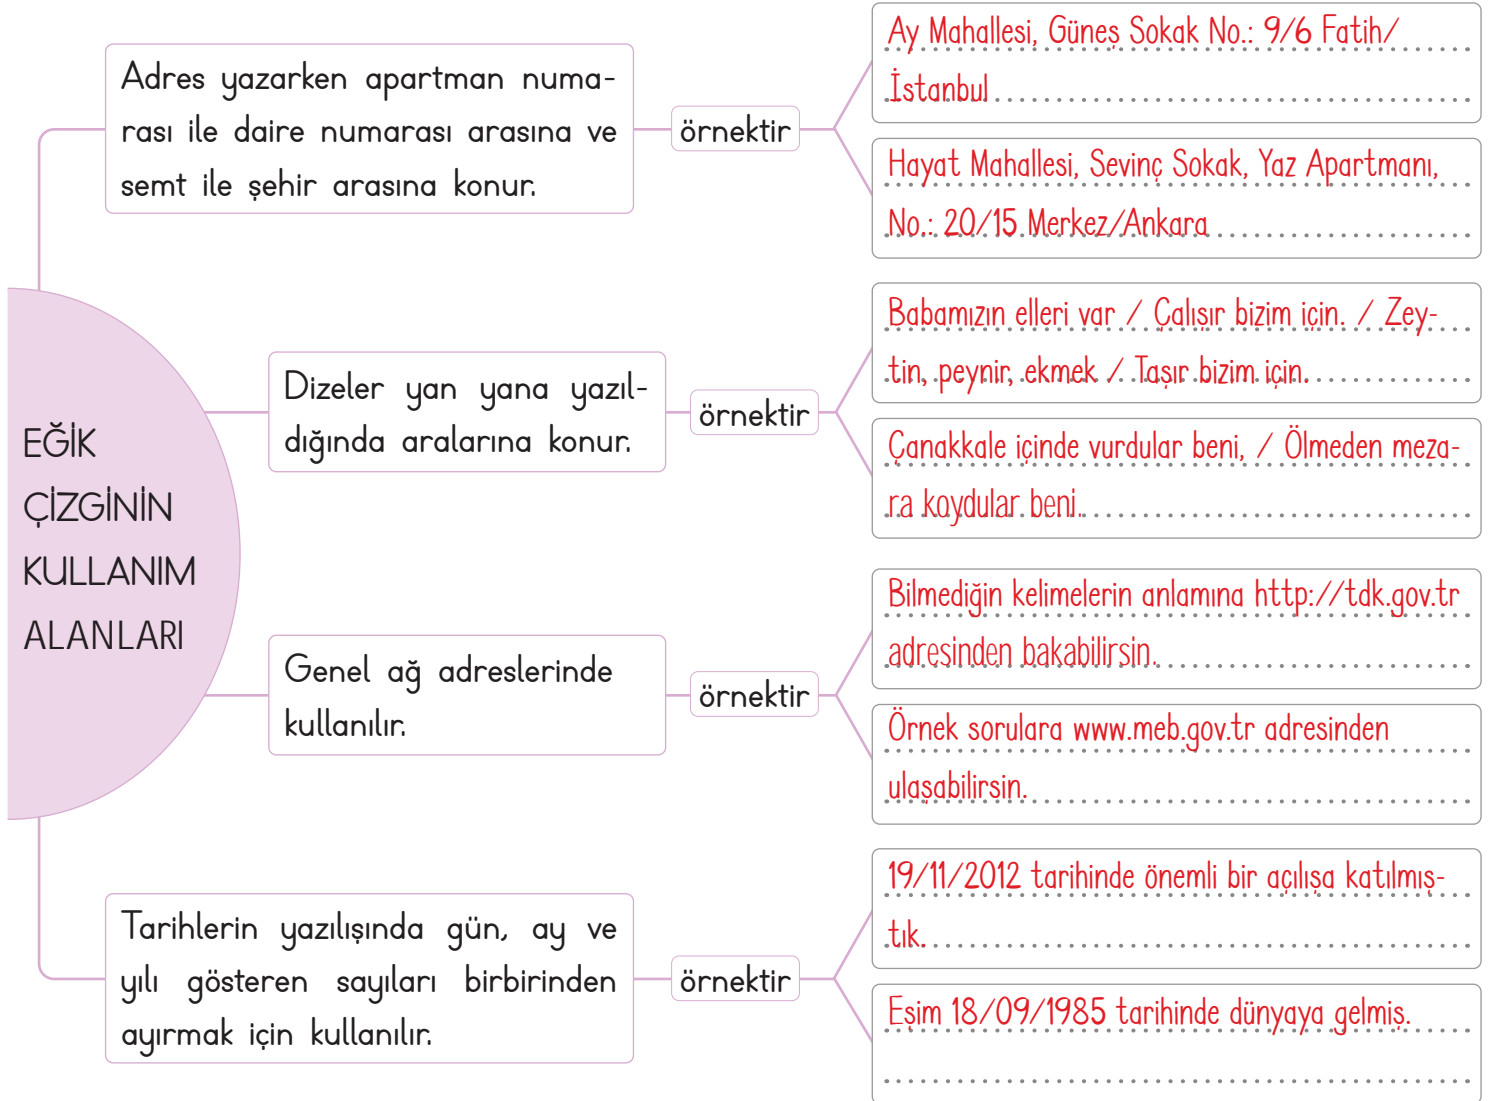 EĞİK
ÇİZGİNİN
KULLANIM
ALANLARI
Adres yazarken apartman numa-
rası ile daire numarası arasına ve
semt ile şehir arasına konur.
örnektir
Ay Mahallesi, Güneş Sokak No.: 9/6 Fatih/
İstanbul
Hayat Mahallesi, Sevinç Sokak, Yaz Apartmanı,
No.: 20/15 Merkez/Ankara
Dizeler yan yana yazıl-
dığında aralarına konur.
örnektir
Babamızın elleri var / Çalışır bizim için. / Zey-
tin, peynir, ekmek / Taşır bizim için.
Çanakkale içinde vurdular beni, / Ölmeden meza-
ra koydular beni.
Genel ağ adreslerinde
kullanılır.
örnektir
Bilmediğin kelimelerin anlamına http://tdk.gov.tr
adresinden bakabilirsin.
Örnek sorulara www.meb.gov.tr adresinden
ulaşabilirsin.
Tarihlerin yazılışında gün, ay ve
yılı gösteren sayıları birbirinden
ayırmak için kullanılır.
örnektir
19/11/2012 tarihinde önemli bir açılışa katılmış-
tık.
Eşim 18/09/1985 tarihinde dünyaya gelmiş.